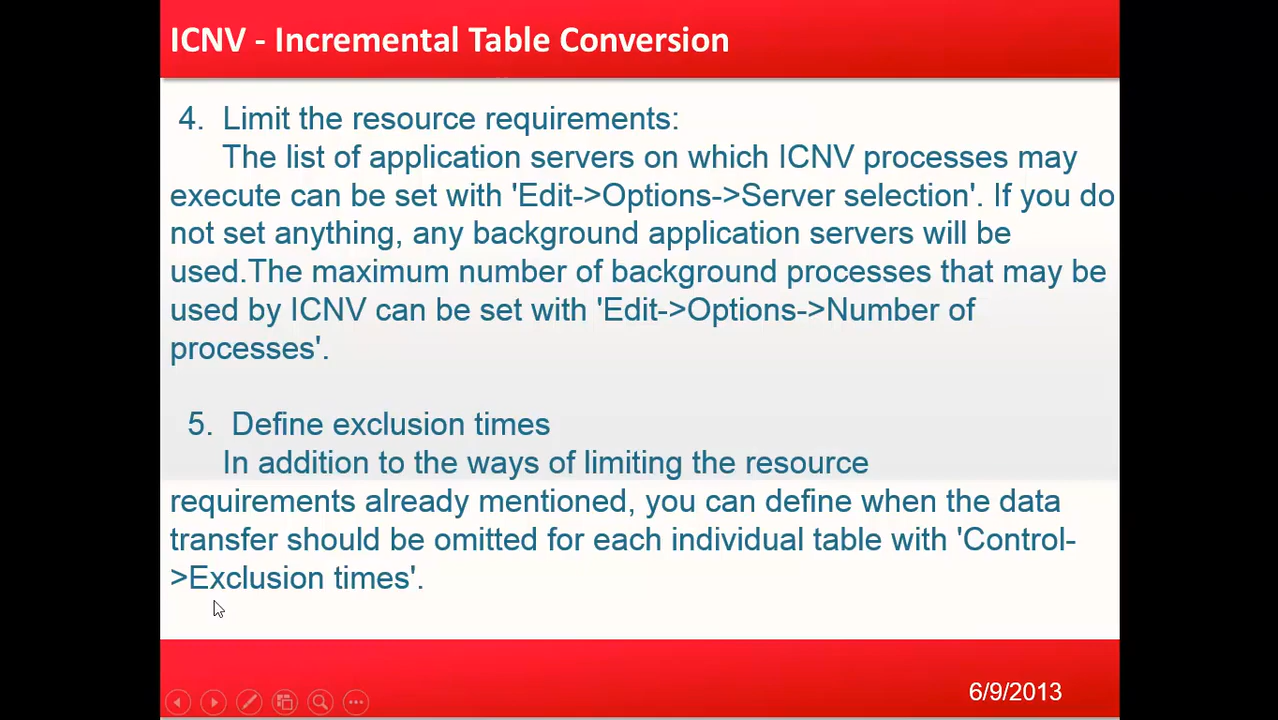 ICNV - Incremental Table Conversion
4. Limit the resource requirements:
The list of application servers on which ICNV processes may
execute can be set with 'Edit->Options->Server selection'. If you do
not set anything, any background application servers will be
used.The maximum number of background processes that may be
used by ICNV can be set with 'Edit->Options->Number of
processes'.
5. Define exclusion times
In addition to the ways of limiting the resource
requirements already mentioned, you can define when the data
transfer should be omitted for each individual table with 'Control-
>Exclusion times'.
6/9/2013